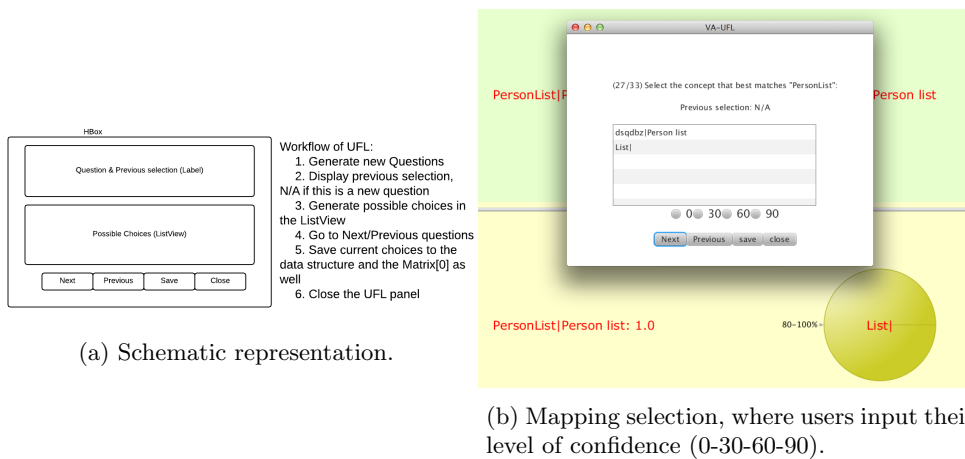 HBox
Question & Previous selection (Label)
Possible Choices (ListView)
Next Previous Save Close
Workflow of UFL:
1. Generate new Questions
2. Display previous selection,
N/A if this is a new question
3. Generate possible choices in
the ListView
4. Go to Next/Previous questions
5. Save current choices to the
data structure and the Matrix[0] as
well
6. Close the UFL panel
(a) Schematic representation.
VA-UFL
PersonList|P
Person list
(27/33) Select the concept that best matches "PersonList":
Previous selection: N/A
dsqdbz|Person list
List|
0 30 60 90
Next Previous save close
PersonList|Person list: 1.0
80-100%
List|
(b) Mapping selection, where users input thei
level of confidence (0-30-60-90).